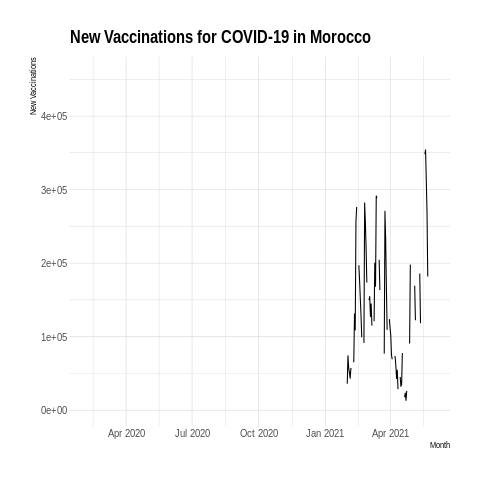 New Vaccinations for COVID-19 in Morocco
New Vaccinations
4e+05
3e+05
2e+05
1e+05
0e+00
Apr 2020 Jul 2020 Oct 2020 Jan 2021 Apr 2021
Month